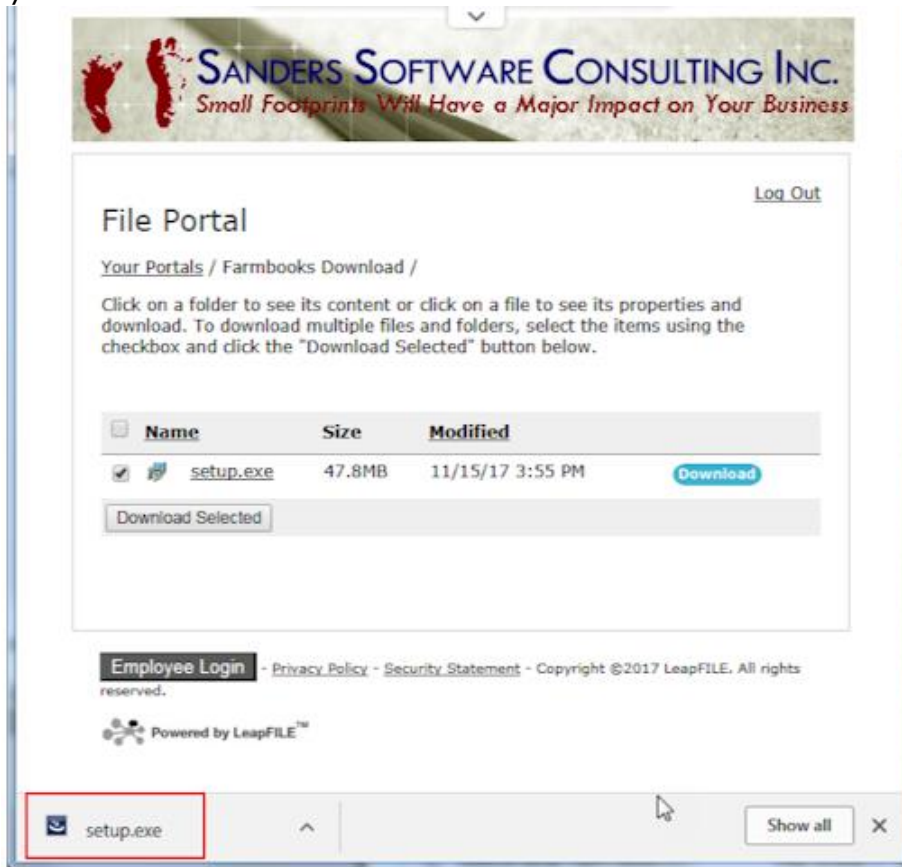 SANDERS SOFTWARE CONSULTING INC.
Small Footprints Will Have a Major Impact on Your Business
Log Out
File Portal
Your Portals / Farmbooks Download /
Click on a folder to see its content or click on a file to see its properties and
download. To download multiple files and folders, select the items using the
checkbox and click the "Download Selected" button below.
Name Size Modified
setup.exe 47.8MB 11/15/17 3:55 PM Download
Download Selected
Employee Login - Privacy Policy - Security Statement - Copyright ©2017 LeapFILE. All rights
reserved.
Powered by LeapFILE™
setup.exe Show all